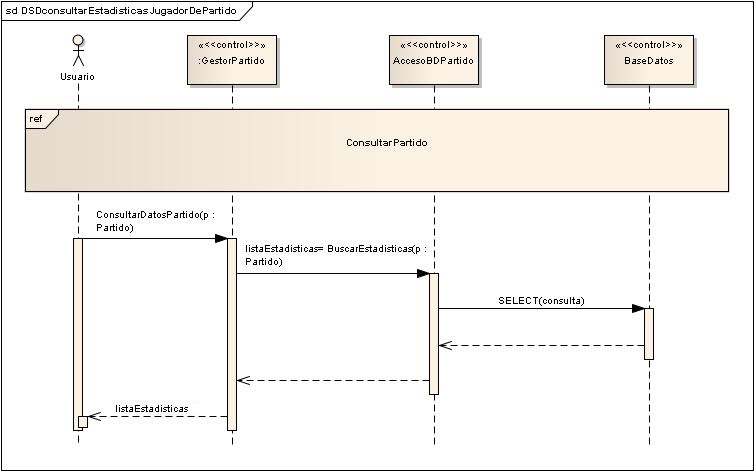 sd DSDconsultarEstadisticasJugadorDePartido
Usuario
«<<control>>»
:GestorPartido
«<<control>>»
AccesoBDPartido
«<<control>>»
BaseDatos
ref
ConsultarPartido
ConsultarDatosPartido(p :
Partido)
listaEstadisticas= BuscarEstadisticas(p :
Partido)
SELECT(consulta)
listaEstadisticas